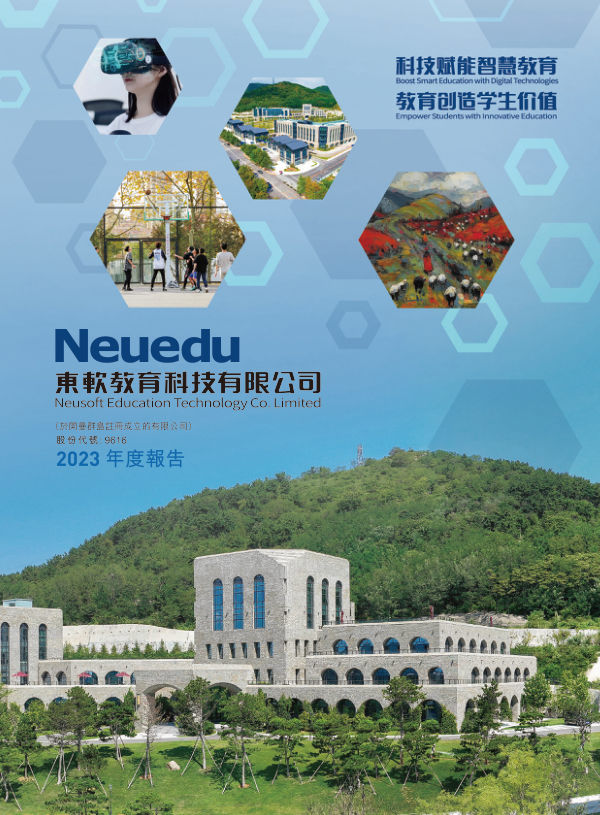 科技赋能智慧教育
Boost Smart Education with Digital Technologies
教育创造学生价值
Empower Students with Innovative Education
Neuedu
東軟教育科技有限公司
Neusoft Education Technology Co. Limited
(於開曼群島註冊成立的有限公司)
股份代號: 9616
2023 年度報告